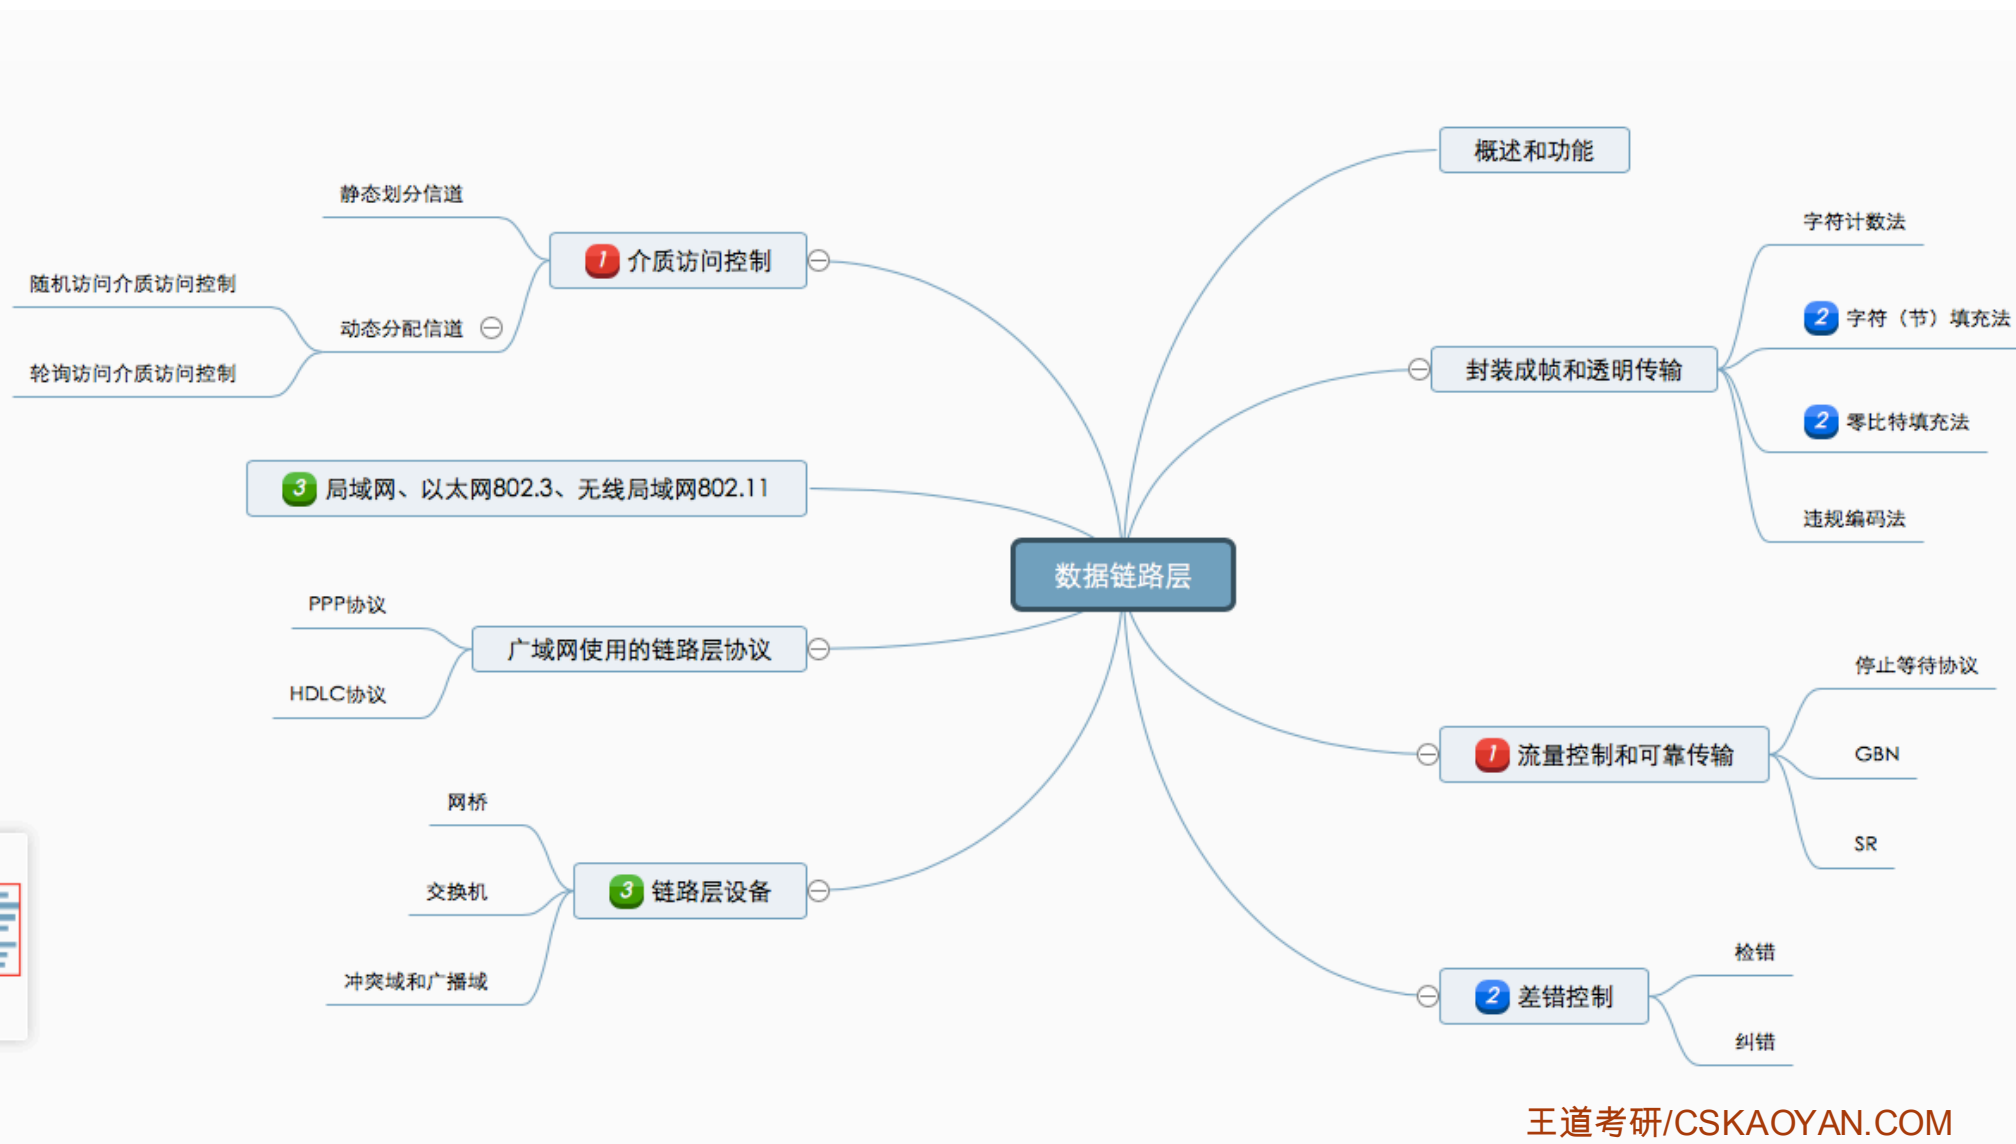 数据链路层
概述和功能
封装成帧和透明传输
字符计数法
2 字符（节）填充法
2 零比特填充法
违规编码法
1 流量控制和可靠传输
停止等待协议
GBN
SR
2 差错控制
检错
纠错
1 介质访问控制
静态划分信道
动态分配信道
随机访问介质访问控制
轮询访问介质访问控制
3 局域网、以太网802.3、无线局域网802.11
广域网使用的链路层协议
PPP协议
HDLC协议
3 链路层设备
网桥
交换机
冲突域和广播域
王道考研/CSKAOYAN.COM